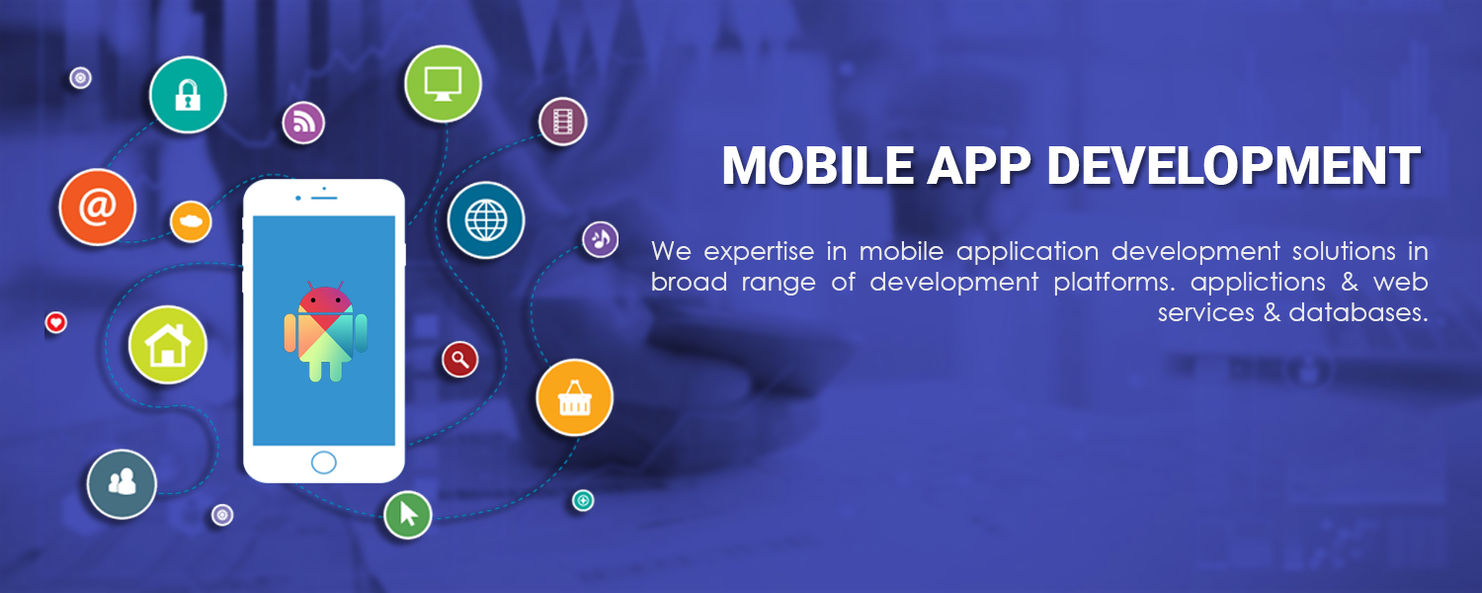 MOBILE APP DEVELOPMENT
We expertise in mobile application development solutions in
broad range of development platforms. applictions & web
services & databases.